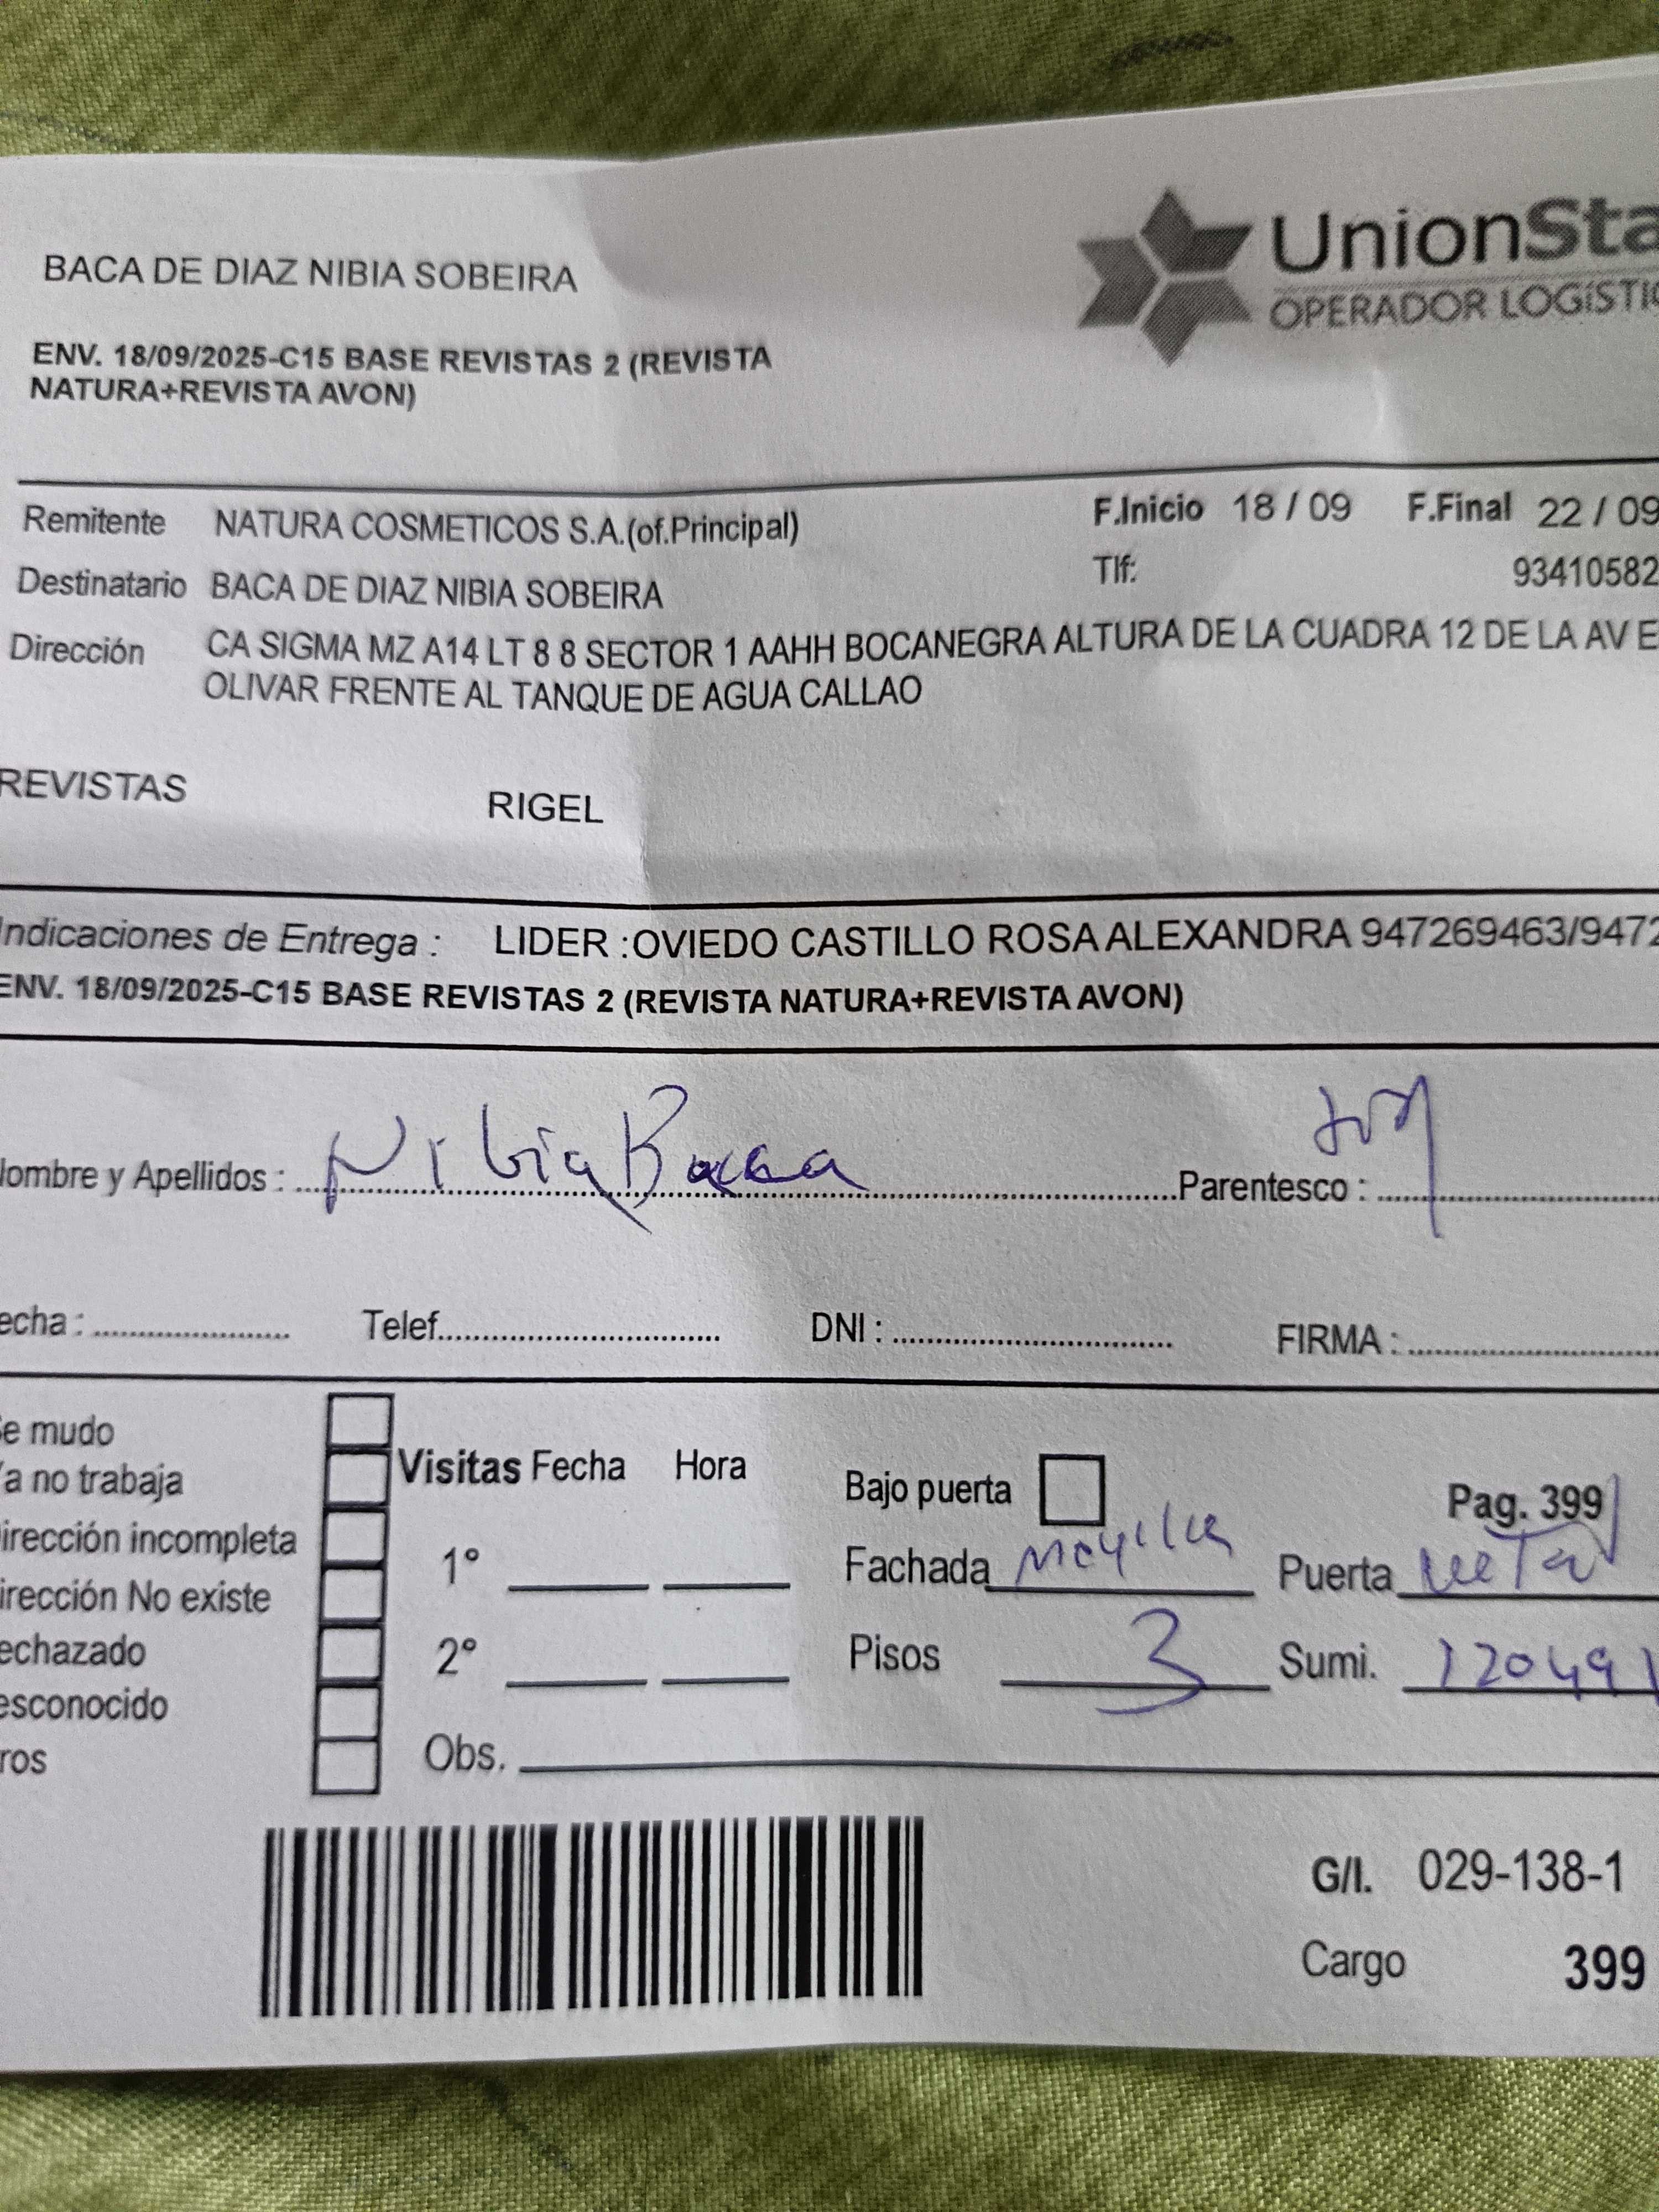 BACA DE DIAZ NIBIA SOBEIRA
UnionSta
OPERADOR LOGÍSTIC
ENV. 18/09/2025-C15 BASE REVISTAS 2 (REVISTA
NATURA+REVISTA AVON)
Remitente NATURA COSMETICOS S.A.(of.Principal) F.Inicio 18 / 09 F.Final 22 / 09
Destinatario BACA DE DIAZ NIBIA SOBEIRA Tlf: 93410582
Dirección CA SIGMA MZ A14 LT 8 8 SECTOR 1 AAHH BOCANEGRA ALTURA DE LA CUADRA 12 DE LA AV E
OLIVAR FRENTE AL TANQUE DE AGUA CALLAO
REVISTAS RIGEL
Indicaciones de Entrega : LIDER :OVIEDO CASTILLO ROSA ALEXANDRA 947269463/9472
ENV. 18/09/2025-C15 BASE REVISTAS 2 (REVISTA NATURA+REVISTA AVON)
Nombre y Apellidos : Nibia Baca Parentesco :
echa : Telef. DNI : FIRMA :
Se mudo
Ya no trabaja Visitas Fecha Hora Bajo puerta Pag. 399
irección incompleta 1° Fachada Puerta
irección No existe
echazado 2° Pisos 3 Sumi. 120491
esconocido
ros Obs.
G/I. 029-138-1
Cargo 399